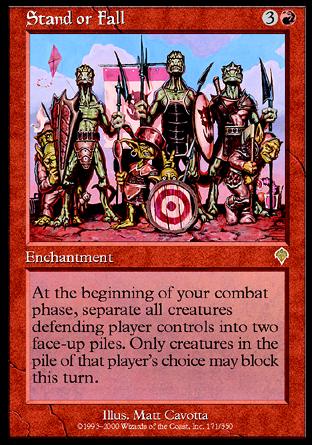 Stand or Fall 3
Enchantment
At the beginning of your combat
phase, separate all creatures
defending player controls into two
face-up piles. Only creatures in the
pile of that player's choice may block
this turn.
Illus. Matt Cavotta
©1993–2000 Wizards of the Coast, Inc. 171/350